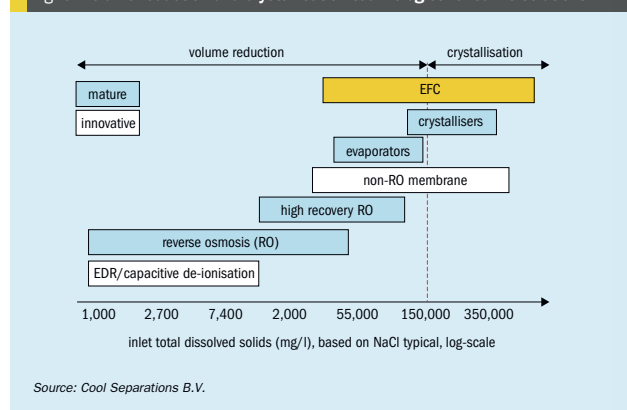 volume reduction
crystallisation
mature
EFC
innovative
crystallisers
evaporators
non-RO membrane
high recovery RO
reverse osmosis (RO)
EDR/capacitive de-ionisation
1,000 2,700 7,400 2,000 55,000 150,000 350,000
inlet total dissolved solids (mg/l), based on NaCl typical, log-scale
Source: Cool Separations B.V.